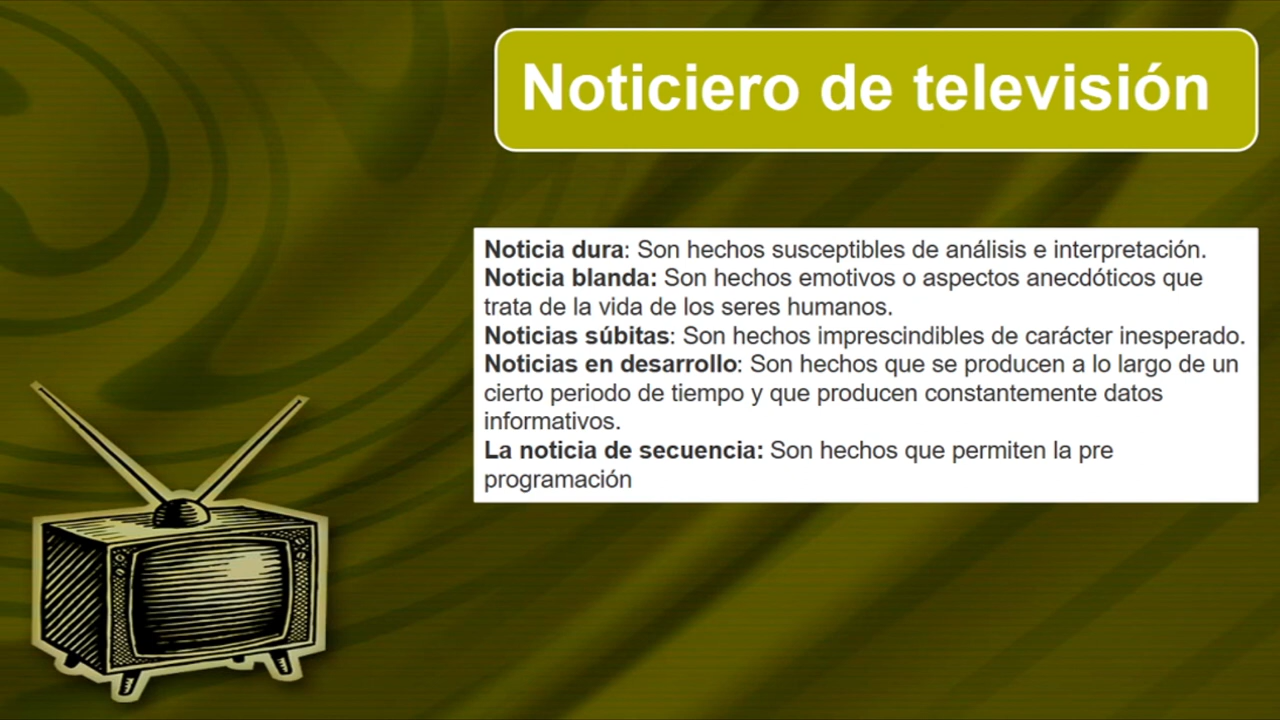 Noticiero de televisión
Noticia dura: Son hechos susceptibles de análisis e interpretación.
Noticia blanda: Son hechos emotivos o aspectos anecdóticos que
trata de la vida de los seres humanos.
Noticias súbitas: Son hechos imprescindibles de carácter inesperado.
Noticias en desarrollo: Son hechos que se producen a lo largo de un
cierto periodo de tiempo y que producen constantemente datos
informativos.
La noticia de secuencia: Son hechos que permiten la pre
programación